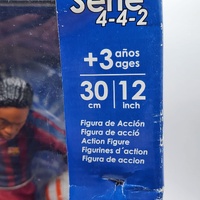 Serie
4-4-2
+3 años
ages
30 cm 12 inch
Figura de Acción
Figura de acció
Action Figure
Figurines d´action
Figura de accion